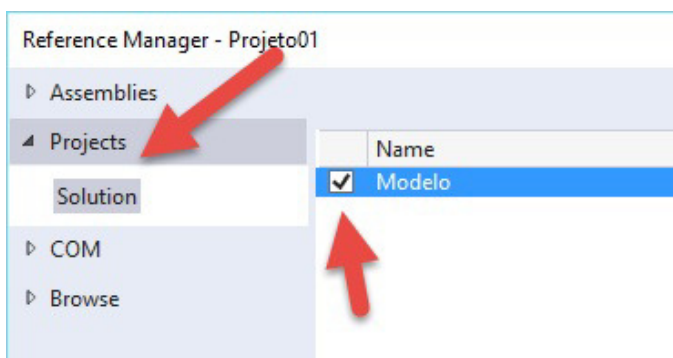 Reference Manager - Projeto01
Assemblies
Projects
Name
Modelo
Solution
COM
Browse